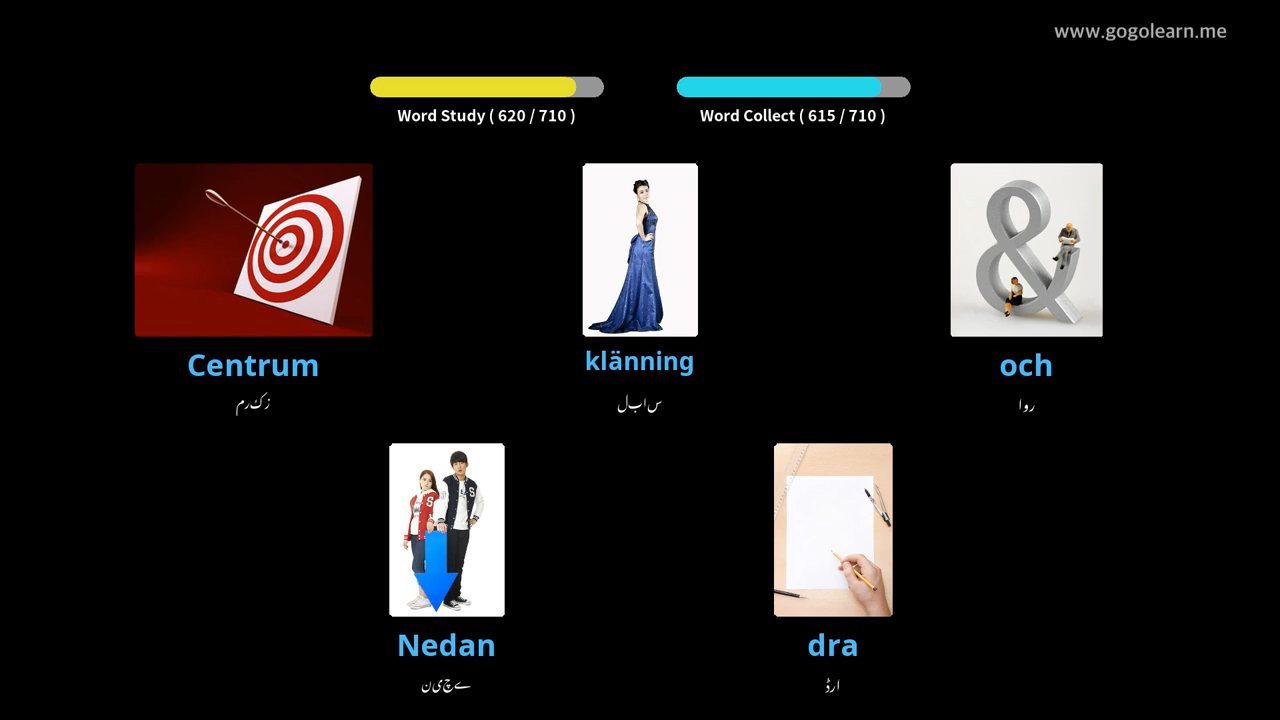 www.gogolearn.me
Word Study ( 620 / 710 )
Word Collect ( 615 / 710 )
Centrum
زکرم
klänning
سابل
och
روا
Nedan
ےچین
dra
ارڈ